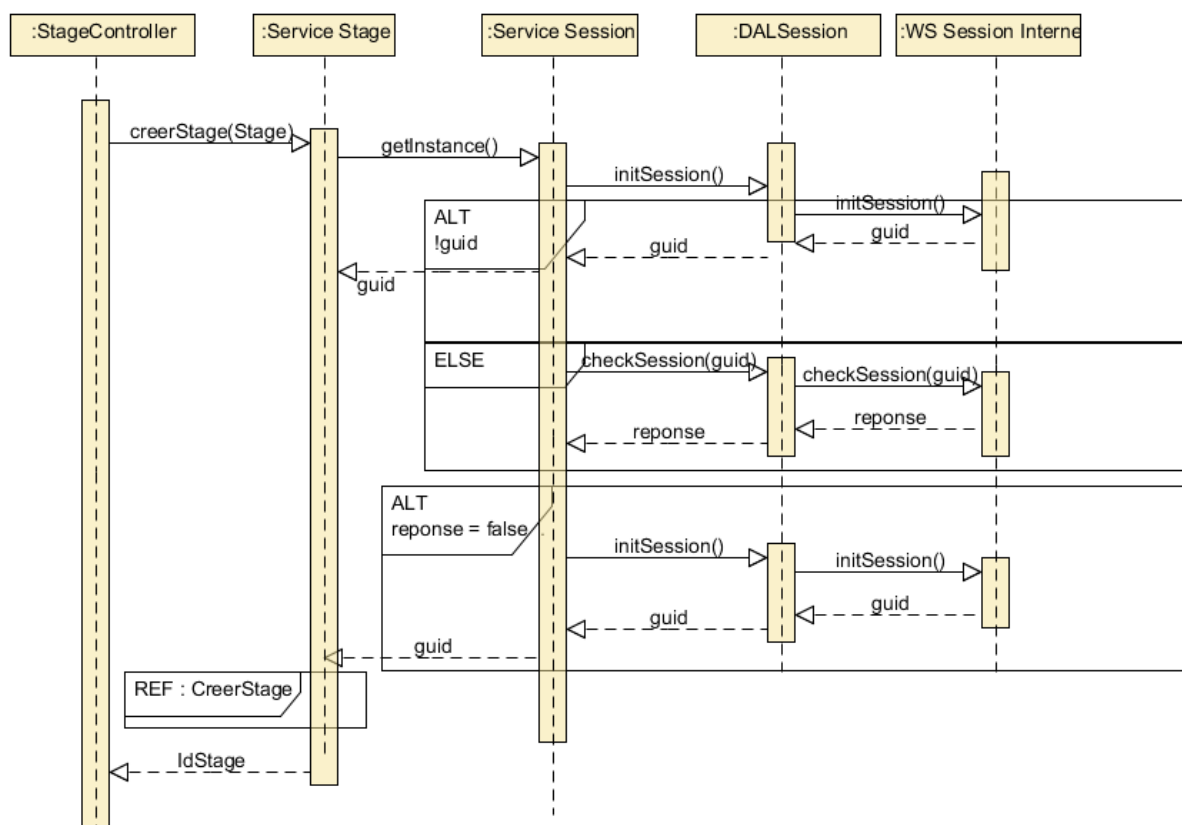 :StageController
:Service Stage
:Service Session
:DALSession
:WS Session Interne
creerStage(Stage)
getInstance()
initSession()
initSession()
ALT
!guid
guid
guid
guid
ELSE
checkSession(guid)
checkSession(guid)
reponse
reponse
ALT
reponse = false
initSession()
initSession()
guid
guid
guid
REF : CreerStage
IdStage